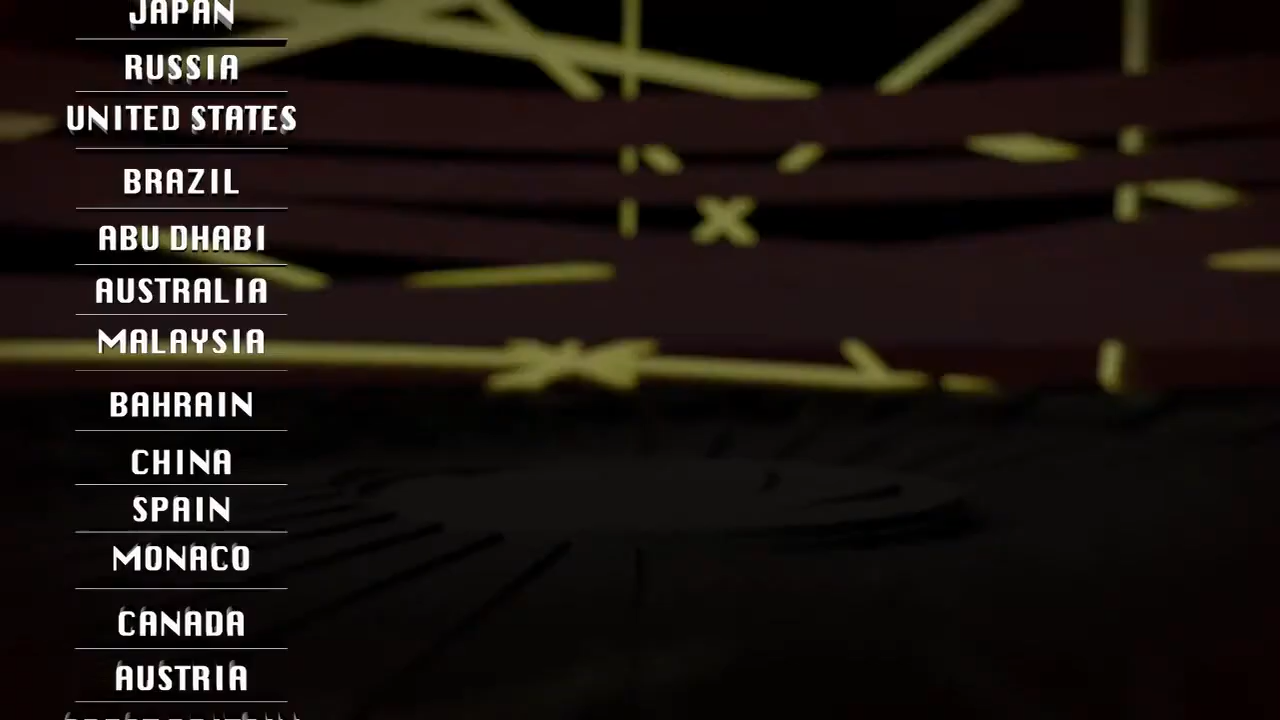 JAPAN
RUSSIA
UNITED STATES
BRAZIL
ABU DHABI
AUSTRALIA
MALAYSIA
BAHRAIN
CHINA
SPAIN
MONACO
CANADA
AUSTRIA